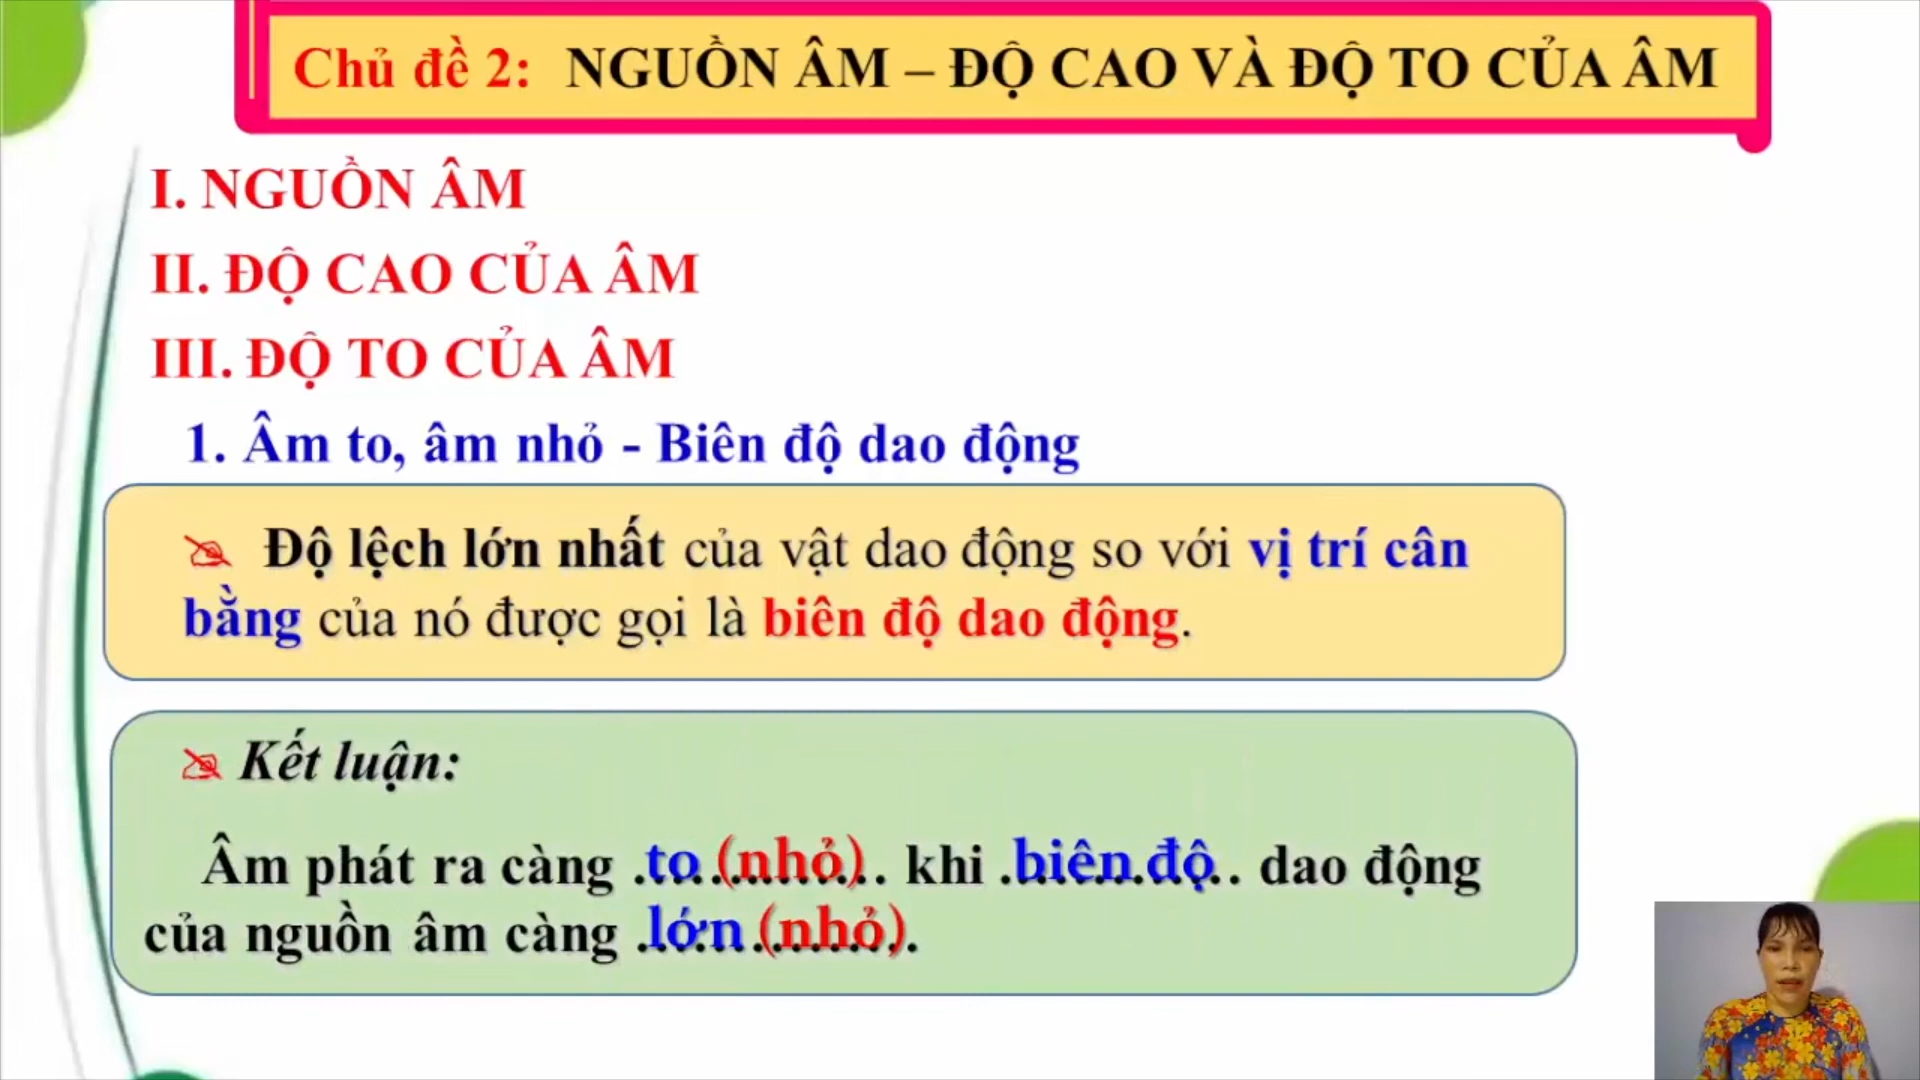 Chủ đề 2: NGUỒN ÂM – ĐỘ CAO VÀ ĐỘ TO CỦA ÂM
I. NGUỒN ÂM
II. ĐỘ CAO CỦA ÂM
III. ĐỘ TO CỦA ÂM
1. Âm to, âm nhỏ - Biên độ dao động
Độ lệch lớn nhất của vật dao động so với vị trí cân
bằng của nó được gọi là biên độ dao động.
Kết luận:
Âm phát ra càng to (nhỏ) khi biên độ dao động
của nguồn âm càng lớn (nhỏ).